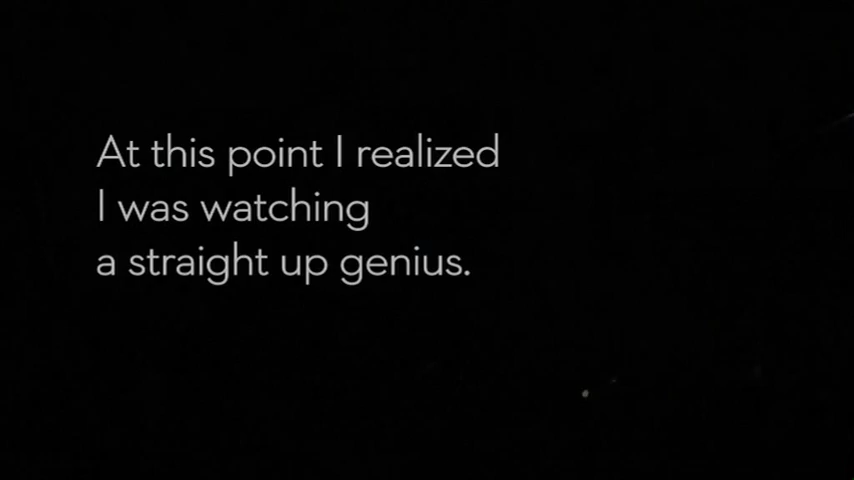 At this point I realized
I was watching
a straight up genius.